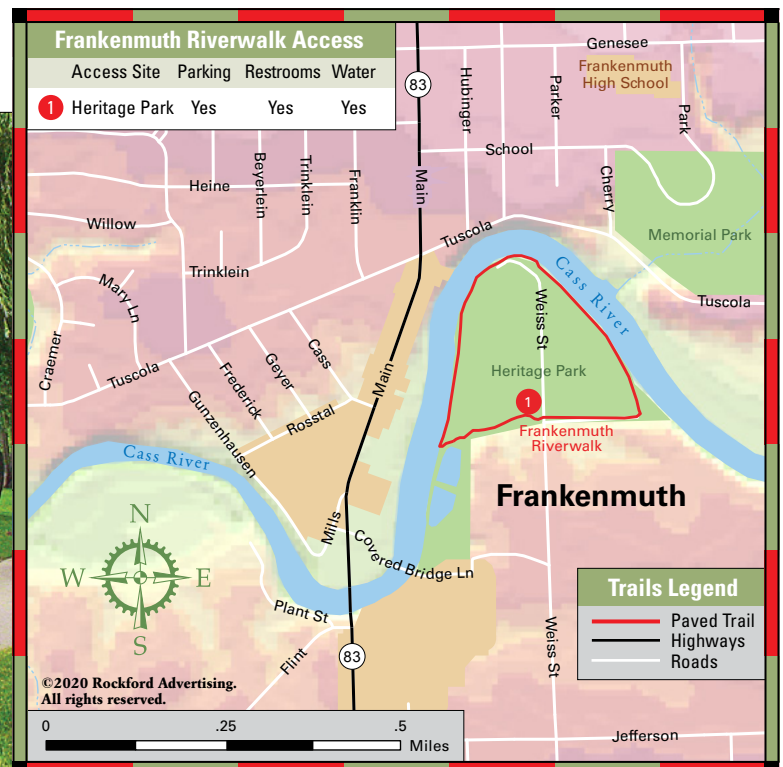 Frankenmuth Riverwalk Access
Access Site Parking Restrooms Water
1 Heritage Park Yes Yes Yes
83
Genesee
Frankenmuth
High School
Hubinger
Parker
Park
School
Cherry
Main
Heine
Beyerlein
Trinklein
Franklin
Willow
Tuscola
Memorial Park
Trinklein
Cass River
Mary Ln
Weiss St
Tuscola
Craemer
Cass
Geyer
Frederick
Main
Heritage Park
Tuscola
Gunzenhausen
Rosstal
1
Frankenmuth
Riverwalk
Cass River
Frankenmuth
N
W E
S
Mills
Covered Bridge Ln
Plant St
Flint
83
Weiss St
Trails Legend
Paved Trail
Highways
Roads
©2020 Rockford Advertising.
All rights reserved.
0 .25 .5
Miles
Jefferson